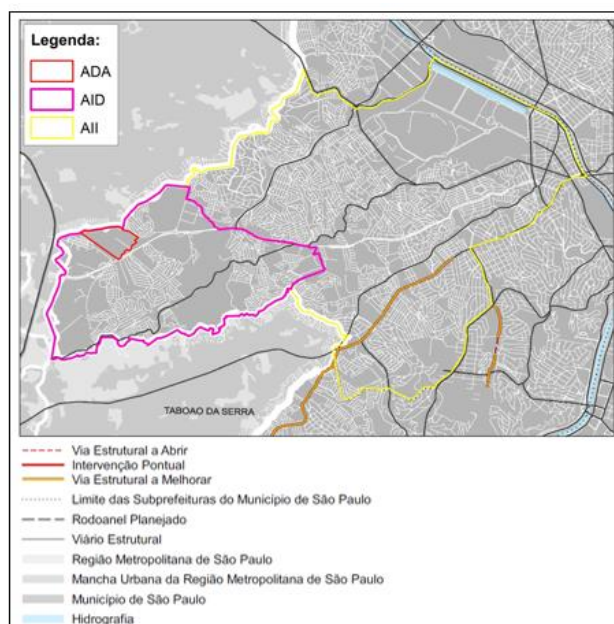 Legenda:
ADA
AID
AII
TABOAO DA SERRA
Via Estrutural a Abrir
Intervenção Pontual
Via Estrutural a Melhorar
Limite das Subprefeituras do Município de São Paulo
Rodoanel Planejado
Viário Estrutural
Região Metropolitana de São Paulo
Mancha Urbana da Região Metropolitana de São Paulo
Município de São Paulo
Hidrografia